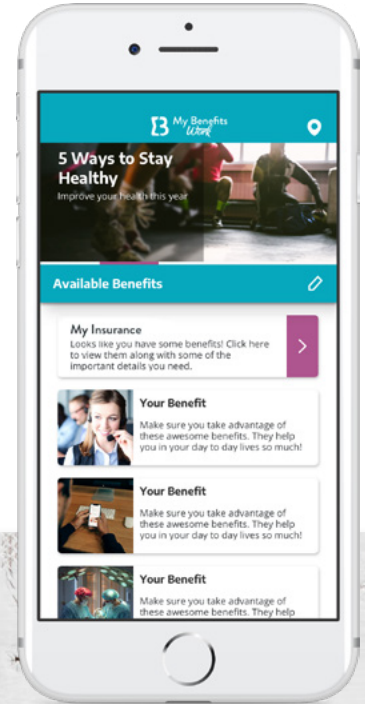 My Benefits
Work
5 Ways to Stay
Healthy
Improve your health this year
Available Benefits
My Insurance
Looks like you have some benefits! Click here
to view them along with some of the
important details you need.
Your Benefit
Make sure you take advantage of
these awesome benefits. They help
you in your day to day lives so much!
Your Benefit
Make sure you take advantage of
these awesome benefits. They help
you in your day to day lives so much!
Your Benefit
Make sure you take advantage of
these awesome benefits. They help